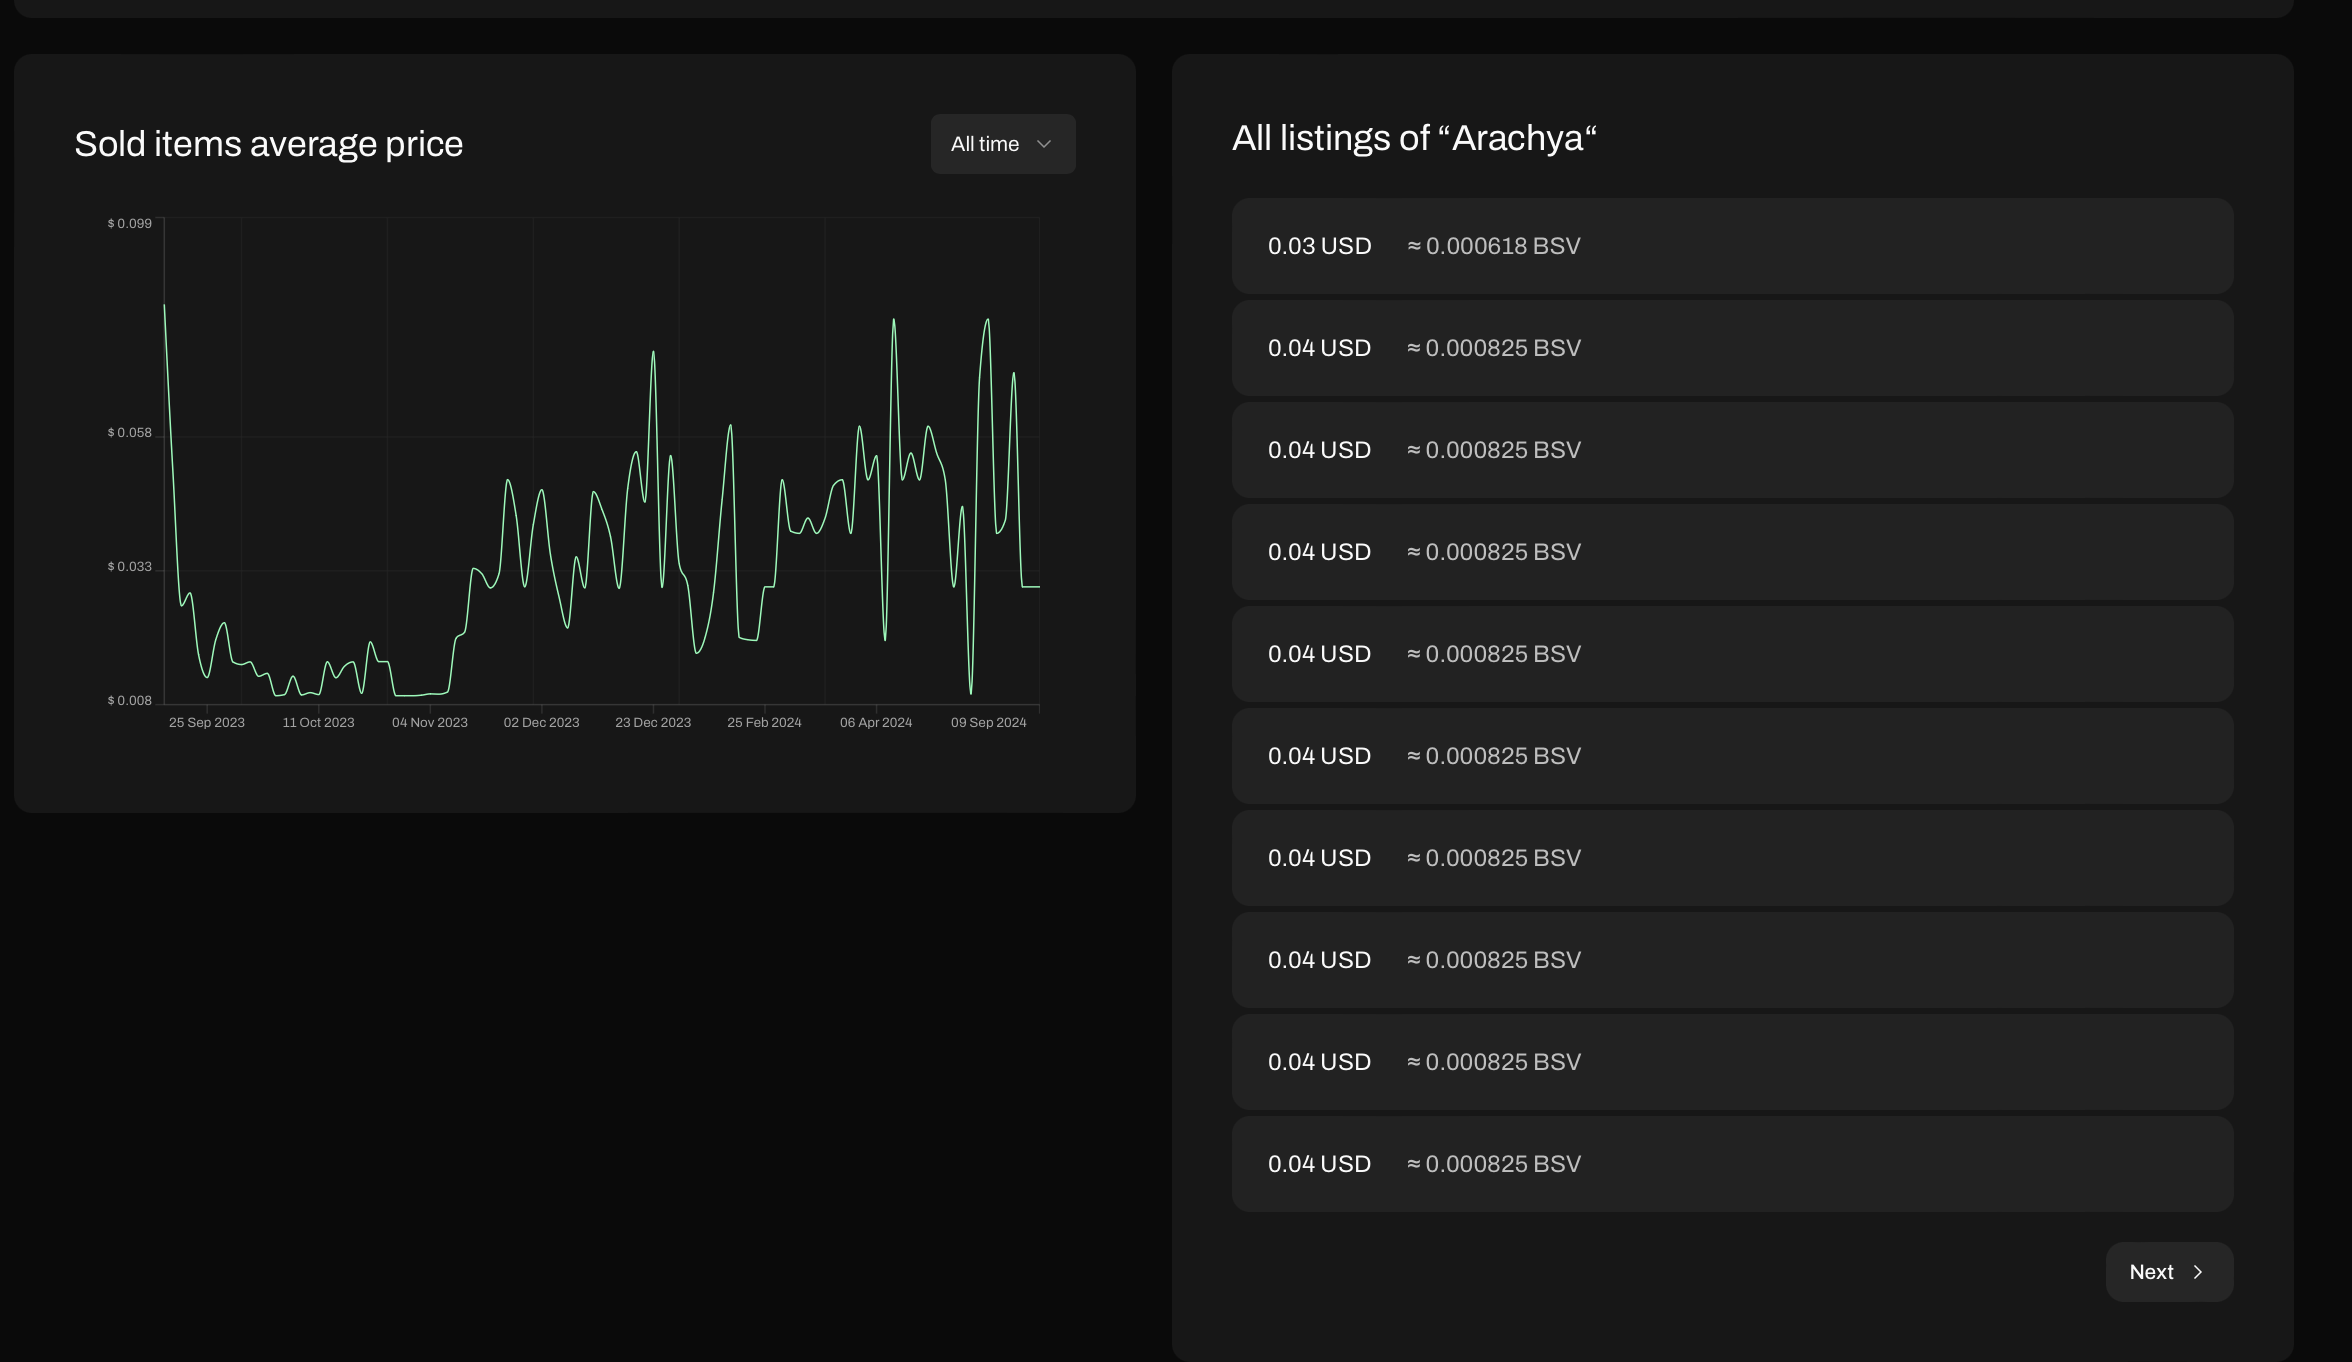 Sold items average price
All time
$ 0.099
$ 0.058
$ 0.033
$ 0.008
25 Sep 2023 11 Oct 2023 04 Nov 2023 02 Dec 2023 23 Dec 2023 25 Feb 2024 06 Apr 2024 09 Sep 2024
All listings of “Arachya“
0.03 USD ≈ 0.000618 BSV
0.04 USD ≈ 0.000825 BSV
0.04 USD ≈ 0.000825 BSV
0.04 USD ≈ 0.000825 BSV
0.04 USD ≈ 0.000825 BSV
0.04 USD ≈ 0.000825 BSV
0.04 USD ≈ 0.000825 BSV
0.04 USD ≈ 0.000825 BSV
0.04 USD ≈ 0.000825 BSV
0.04 USD ≈ 0.000825 BSV
Next